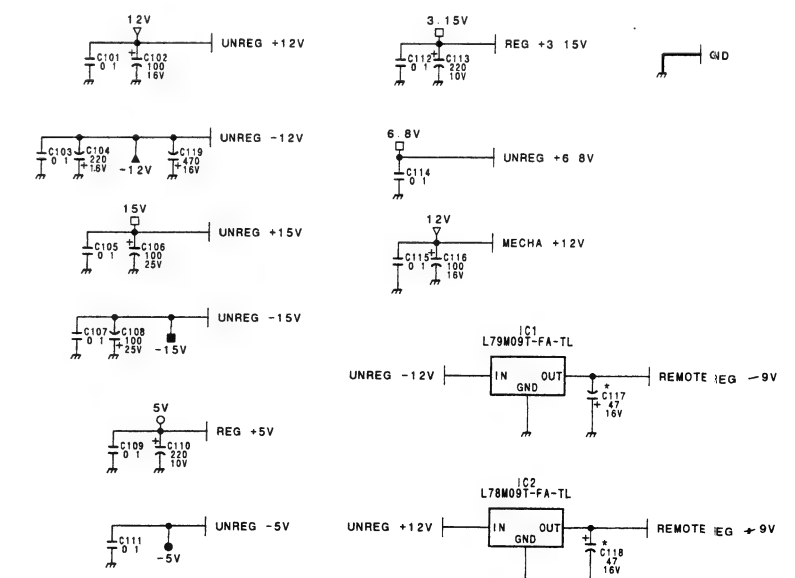 12V
UNREG +12V
C101
0 1
+
C102
100
16V
UNREG -12V
C103
0 1
C104
220
+ 16V
-12V
C119
470
+ 16V
15V
UNREG +15V
C105
0 1
+
C106
100
25V
UNREG -15V
C107
0 1
C108
100
+ 25V
-15V
5V
REG +5V
C109
0 1
+
C110
220
10V
UNREG -5V
C111
0 1
-5V
3.15V
REG +3 15V
C112
0 1
+
C113
220
10V
6.8V
UNREG +6 8V
C114
0 1
12V
MECHA +12V
C115
0 1
+
C116
100
16V
IC1
L79M09T-FA-TL
UNREG -12V
IN OUT
GND
REMOTE EG -9V
*
C117
47
+ 16V
IC2
L78M09T-FA-TL
UNREG +12V
IN OUT
GND
REMOTE EG + 9V
+ *
C118
47
16V